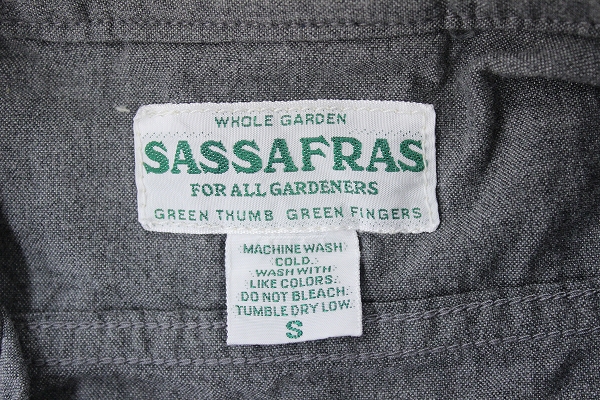 WHOLE GARDEN
SASSAFRAS
FOR ALL GARDENERS
GREEN THUMB GREEN FINGERS
MACHINE WASH
COLD.
WASH WITH
LIKE COLORS.
DO NOT BLEACH.
TUMBLE DRY LOW.
S